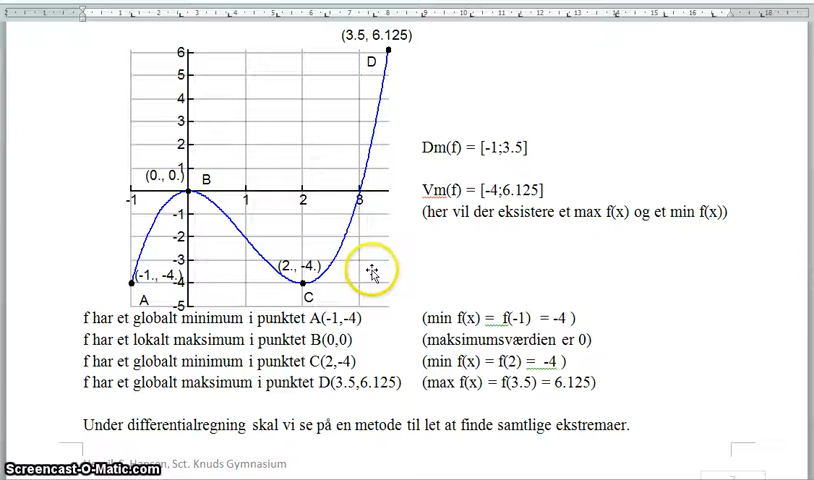 (3.5, 6.125)
D
6
5
4
3
2
1
(0., 0.)
B
-1
1
2
3
-1
-2
-3
-4
-5
(-1., -4.)
A
(2., -4.)
C
Dm(f) = [-1;3.5]
Vm(f) = [-4;6.125]
(her vil der eksistere et max f(x) og et min f(x))
f har et globalt minimum i punktet A(-1,-4) (min f(x) = f(-1) = -4 )
f har et lokalt maksimum i punktet B(0,0) (maksimumsværdien er 0)
f har et globalt minimum i punktet C(2,-4) (min f(x) = f(2) = -4 )
f har et globalt maksimum i punktet D(3.5,6.125) (max f(x) = f(3.5) = 6.125)
Under differentialregning skal vi se på en metode til let at finde samtlige ekstremaer.
Sct. Knuds Gymnasium
Screencast-O-Matic.com